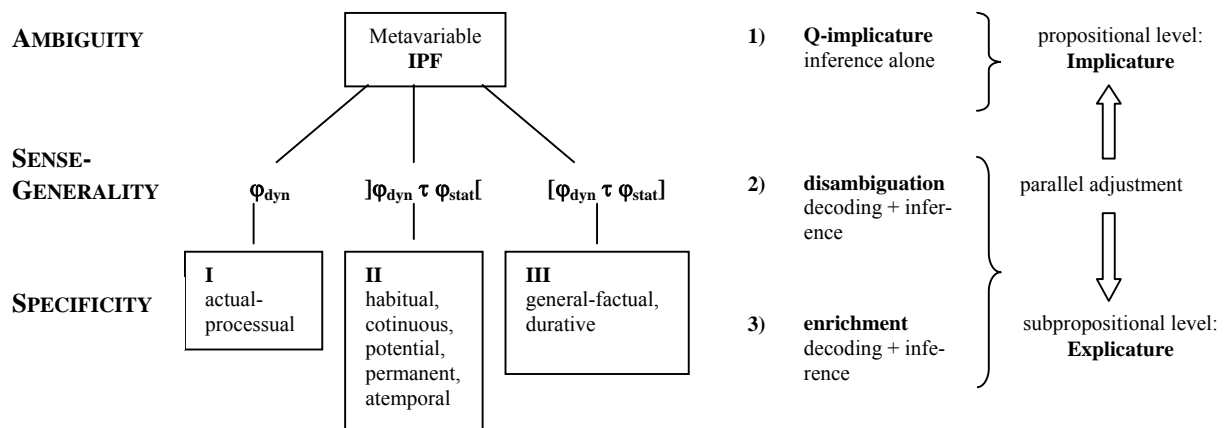 AMBIGUITY
Metavariable
IPF
SENSE-
GENERALITY
φdyn
]φdyn τ φstat[
[φdyn τ φstat]
SPECIFICITY
I
actual-
processual
II
habitual,
cotinuous,
potential,
permanent,
atemporal
III
general-factual,
durative
1) Q-implicature
inference alone
propositional level:
Implicature
2) disambiguation
decoding + infer-
ence
parallel adjustment
3) enrichment
decoding + infe-
rence
subpropositional level:
Explicature